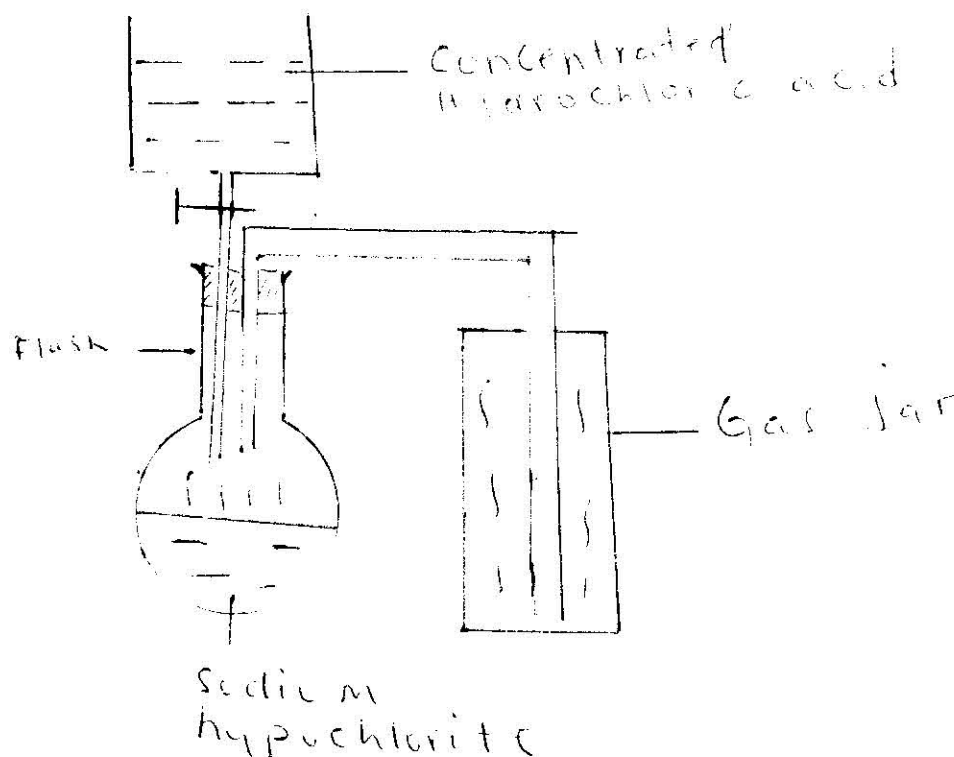 Concentrated
Hydrochloric acid
Flask
Gas jar
Sodium
hypochlorite